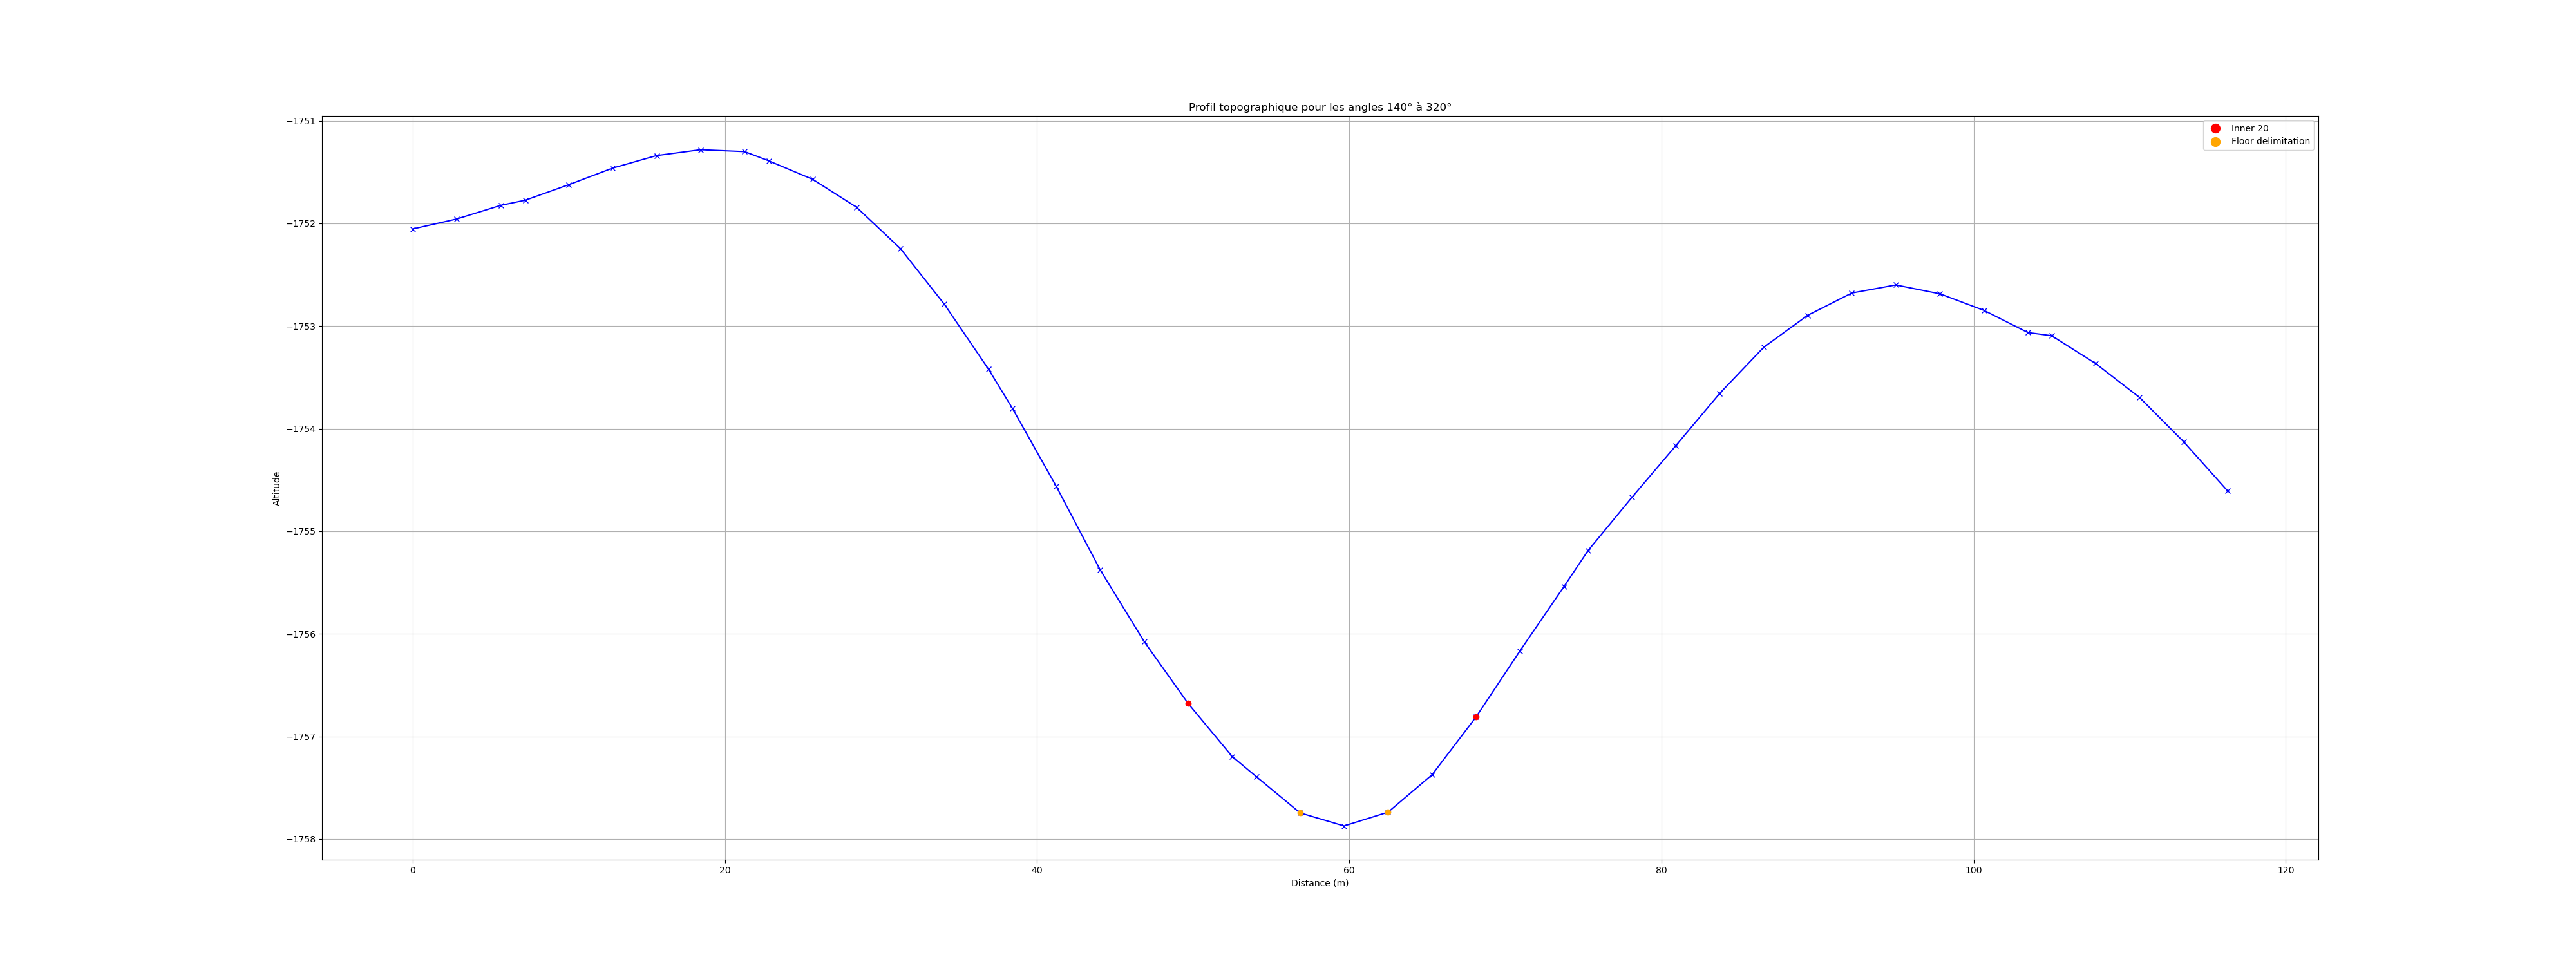 Profil topographique pour les angles 140° à 320°
Inner 20
Floor delimitation
Altitude
−1751
−1752
−1753
−1754
−1755
−1756
−1757
−1758
0 20 40 60 80 100 120
Distance (m)